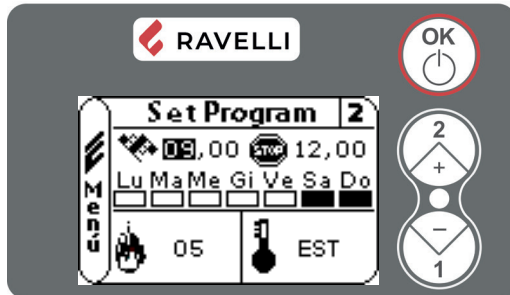 RAVELLI
OK
Set Program 2
09,00 STOP 12,00
Lu Ma Me Gi Ve Sa Do
Menú
05 EST
2
+
−
1